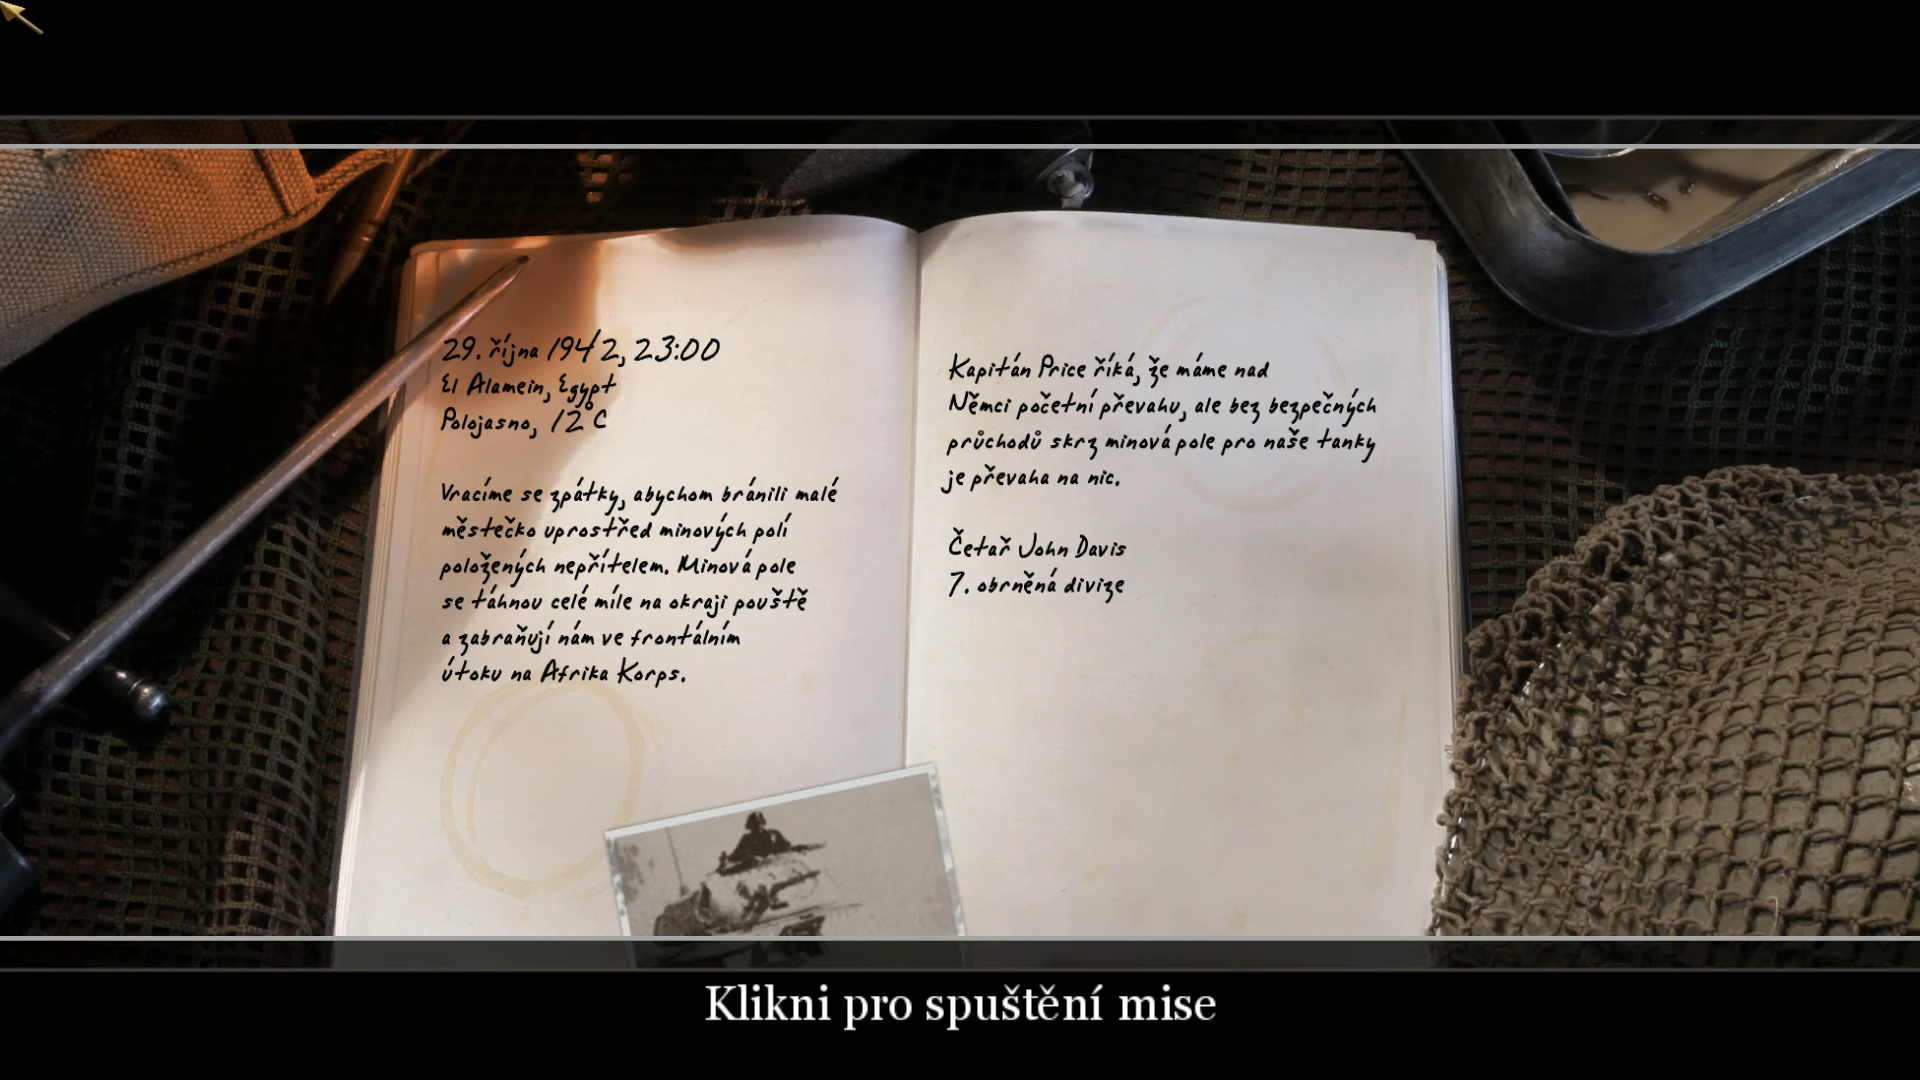 29. října 1942, 23:00
El Alamein, Egypt
Polojasno, 12°C
Vracíme se zpátky, abychom bránili malé
městečko uprostřed minových polí
položených nepřítelem. Minová pole
se táhnou celé míle na okraji pouště
a zabraňují nám ve frontálním
útoku na Afrika Korps.
Kapitán Price říká, že máme nad
Němci početní převahu, ale bez bezpečných
průchodů skrz minová pole pro naše tanky
je převaha na nic.
Četař John Davis
7. obrněná divize
Klikni pro spuštění mise